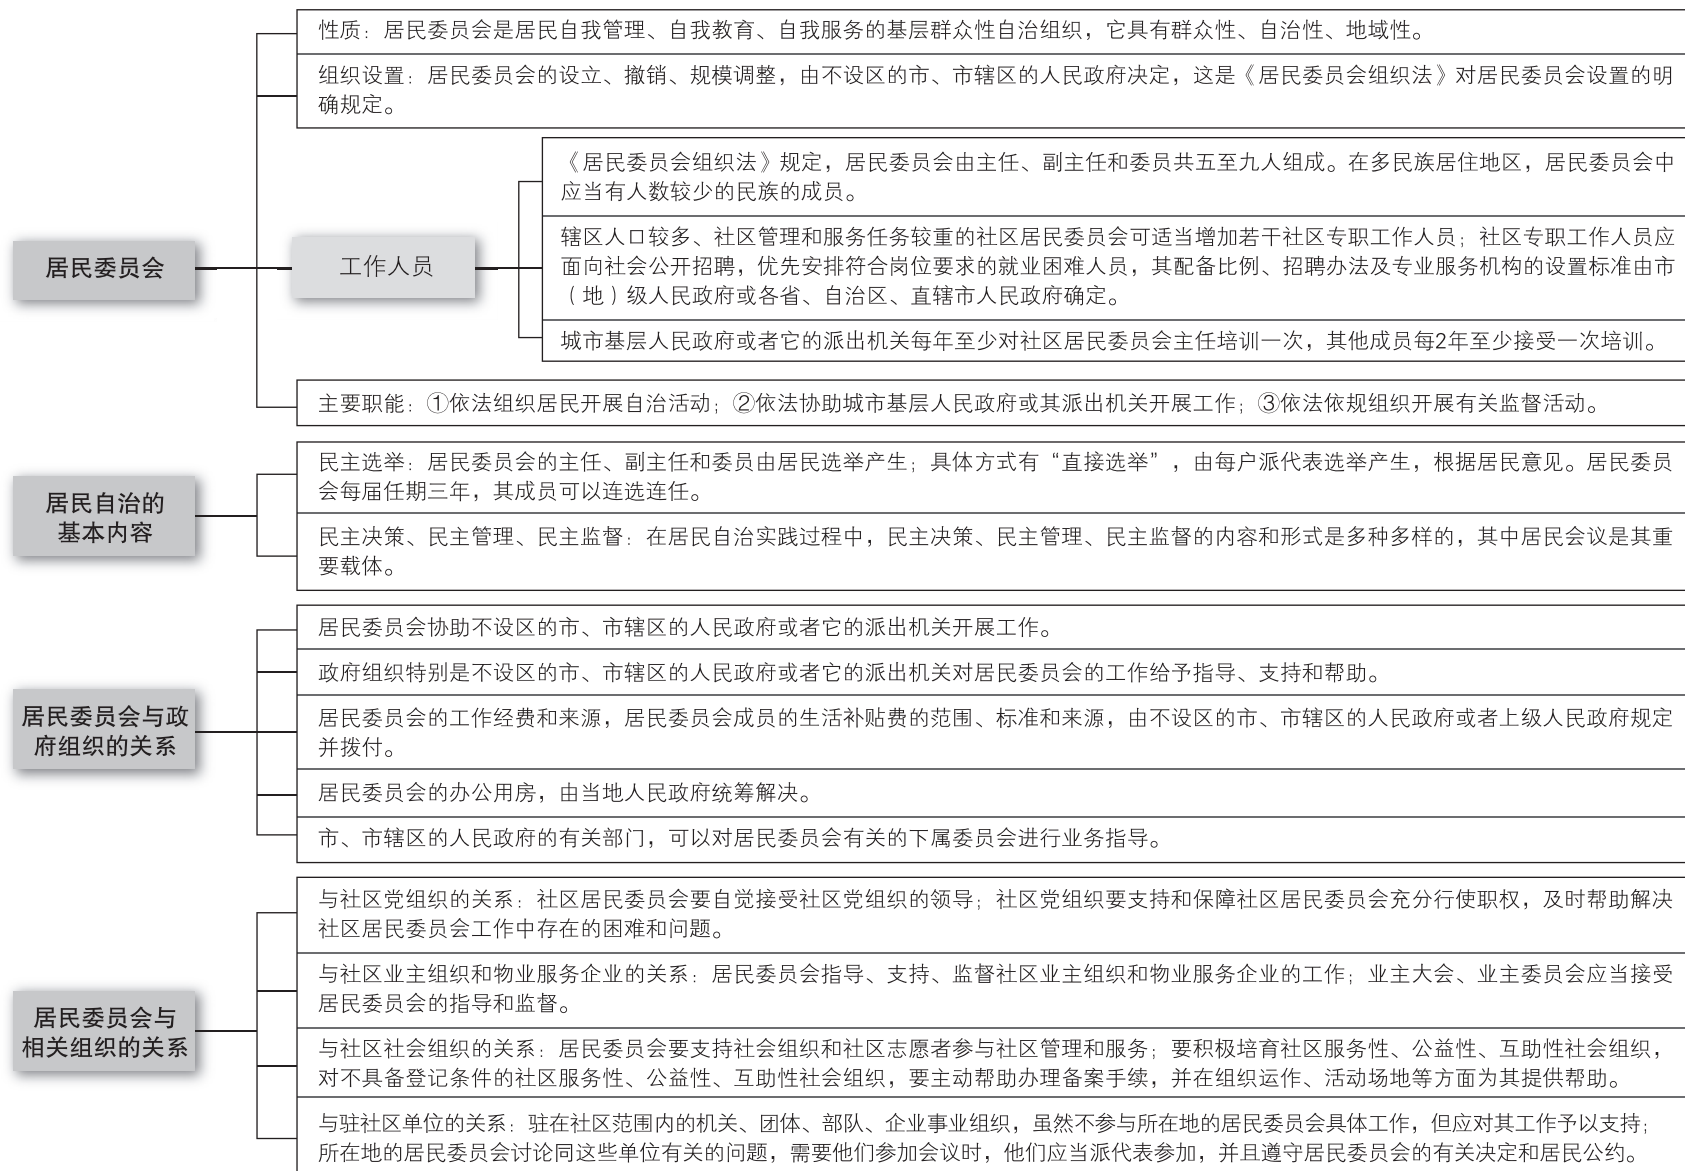 居民委员会
性质：居民委员会是居民自我管理、自我教育、自我服务的基层群众性自治组织，它具有群众性、自治性、地域性。
组织设置：居民委员会的设立、撤销、规模调整，由不设区的市、市辖区的人民政府决定，这是《居民委员会组织法》对居民委员会设置的明
确规定。
工作人员
《居民委员会组织法》规定，居民委员会由主任、副主任和委员共五至九人组成。在多民族居住地区，居民委员会中
应当有人数较少的民族的成员。
辖区人口较多、社区管理和服务任务较重的社区居民委员会可适当增加若干社区专职工作人员；社区专职工作人员应
面向社会公开招聘，优先安排符合岗位要求的就业困难人员，其配备比例、招聘办法及专业服务机构的设置标准由市
（地）级人民政府或各省、自治区、直辖市人民政府确定。
城市基层人民政府或者它的派出机关每年至少对社区居民委员会主任培训一次，其他成员每2年至少接受一次培训。
主要职能：①依法组织居民开展自治活动；②依法协助城市基层人民政府或其派出机关开展工作；③依法依规组织开展有关监督活动。
居民自治的
基本内容
民主选举：居民委员会的主任、副主任和委员由居民选举产生；具体方式有“直接选举”，由每户派代表选举产生，根据居民意见。居民委员
会每届任期三年，其成员可以连选连任。
民主决策、民主管理、民主监督：在居民自治实践过程中，民主决策、民主管理、民主监督的内容和形式是多种多样的，其中居民会议是其重
要载体。
居民委员会与政
府组织的关系
居民委员会协助不设区的市、市辖区的人民政府或者它的派出机关开展工作。
政府组织特别是不设区的市、市辖区的人民政府或者它的派出机关对居民委员会的工作给予指导、支持和帮助。
居民委员会的工作经费和来源，居民委员会成员的生活补贴费的范围、标准和来源，由不设区的市、市辖区的人民政府或者上级人民政府规定
并拨付。
居民委员会的办公用房，由当地人民政府统筹解决。
市、市辖区的人民政府的有关部门，可以对居民委员会有关的下属委员会进行业务指导。
居民委员会与
相关组织的关系
与社区党组织的关系：社区居民委员会要自觉接受社区党组织的领导；社区党组织要支持和保障社区居民委员会充分行使职权，及时帮助解决
社区居民委员会工作中存在的困难和问题。
与社区业主组织和物业服务企业的关系：居民委员会指导、支持、监督社区业主组织和物业服务企业的工作；业主大会、业主委员会应当接受
居民委员会的指导和监督。
与社区社会组织的关系：居民委员会要支持社会组织和社区志愿者参与社区管理和服务；要积极培育社区服务性、公益性、互助性社会组织，
对不具备登记条件的社区服务性、公益性、互助性社会组织，要主动帮助办理备案手续，并在组织运作、活动场地等方面为其提供帮助。
与驻社区单位的关系：驻在社区范围内的机关、团体、部队、企业事业组织，虽然不参与所在地的居民委员会具体工作，但应对其工作予以支持；
所在地的居民委员会讨论同这些单位有关的问题，需要他们参加会议时，他们应当派代表参加，并且遵守居民委员会的有关决定和居民公约。